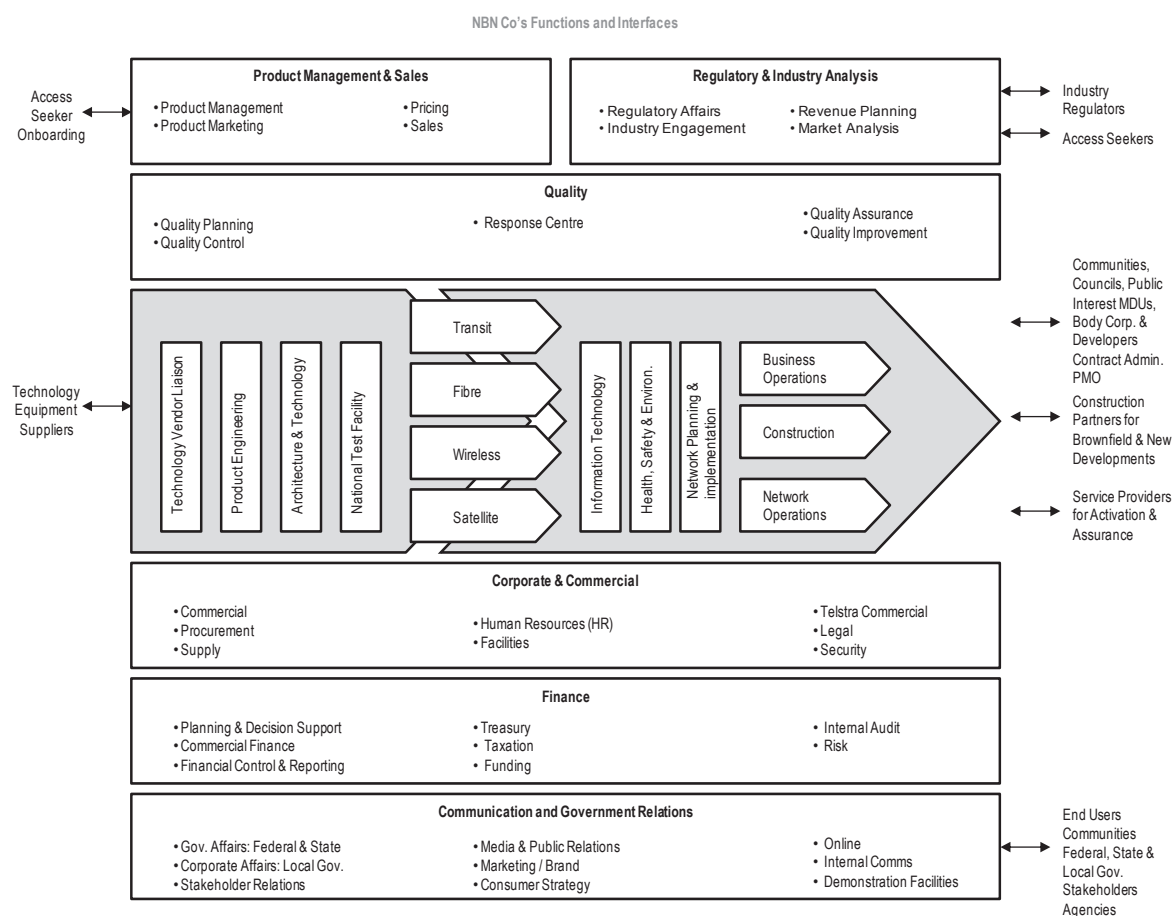 NBN Co's Functions and Interfaces
Product Management & Sales
• Product Management
• Product Marketing
• Pricing
• Sales
Regulatory & Industry Analysis
• Regulatory Affairs
• Industry Engagement
• Revenue Planning
• Market Analysis
Access
Seeker
Onboarding
Industry
Regulators
Access Seekers
Quality
• Quality Planning
• Quality Control
• Response Centre
• Quality Assurance
• Quality Improvement
Technology
Equipment
Suppliers
Technology Vendor Liaison
Product Engineering
Architecture & Technology
National Test Facility
Transit
Fibre
Wireless
Satellite
Information Technology
Health, Safety & Environ.
Network Planning &
implementation
Business
Operations
Construction
Network
Operations
Communities,
Councils, Public
Interest MDUs,
Body Corp. &
Developers
Contract Admin.
PMO
Construction
Partners for
Brownfield & New
Developments
Service Providers
for Activation &
Assurance
Corporate & Commercial
• Commercial
• Procurement
• Supply
• Human Resources (HR)
• Facilities
• Telstra Commercial
• Legal
• Security
Finance
• Planning & Decision Support
• Commercial Finance
• Financial Control & Reporting
• Treasury
• Taxation
• Funding
• Internal Audit
• Risk
Communication and Government Relations
• Gov. Affairs: Federal & State
• Corporate Affairs: Local Gov.
• Stakeholder Relations
• Media & Public Relations
• Marketing / Brand
• Consumer Strategy
• Online
• Internal Comms
• Demonstration Facilities
End Users
Communities
Federal, State &
Local Gov.
Stakeholders
Agencies